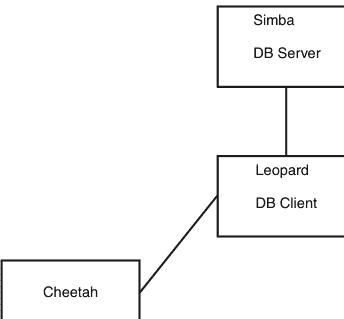 Simba
DB Server
Leopard
DB Client
Cheetah